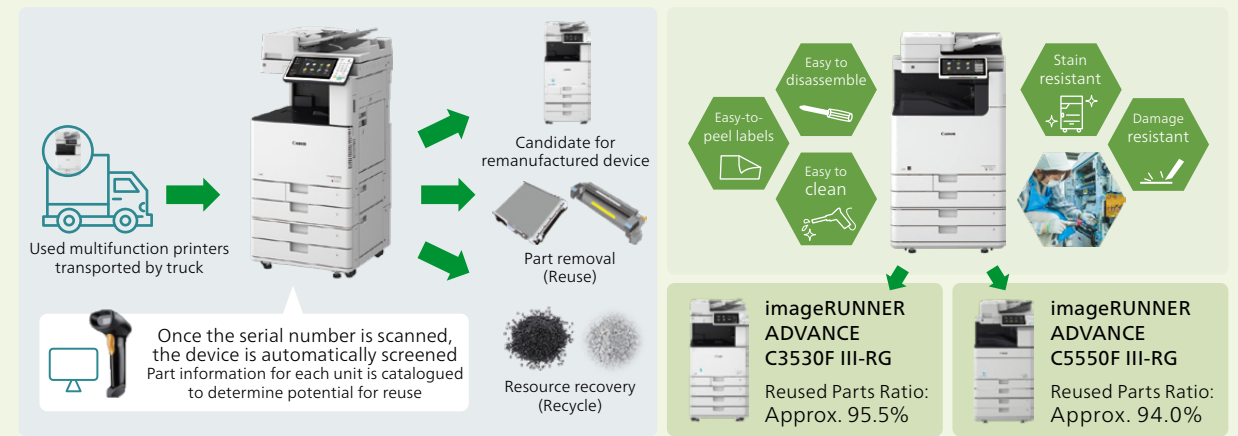 Used multifunction printers
transported by truck
Canon
Once the serial number is scanned,
the device is automatically screened
Part information for each unit is catalogued
to determine potential for reuse
Candidate for
remanufactured device
Part removal
(Reuse)
Resource recovery
(Recycle)
Easy-to-
peel labels
Easy to
disassemble
Easy to
clean
Canon
Stain
resistant
Damage
resistant
imageRUNNER
ADVANCE
C3530F III-RG
Reused Parts Ratio:
Approx. 95.5%
imageRUNNER
ADVANCE
C5550F III-RG
Reused Parts Ratio:
Approx. 94.0%